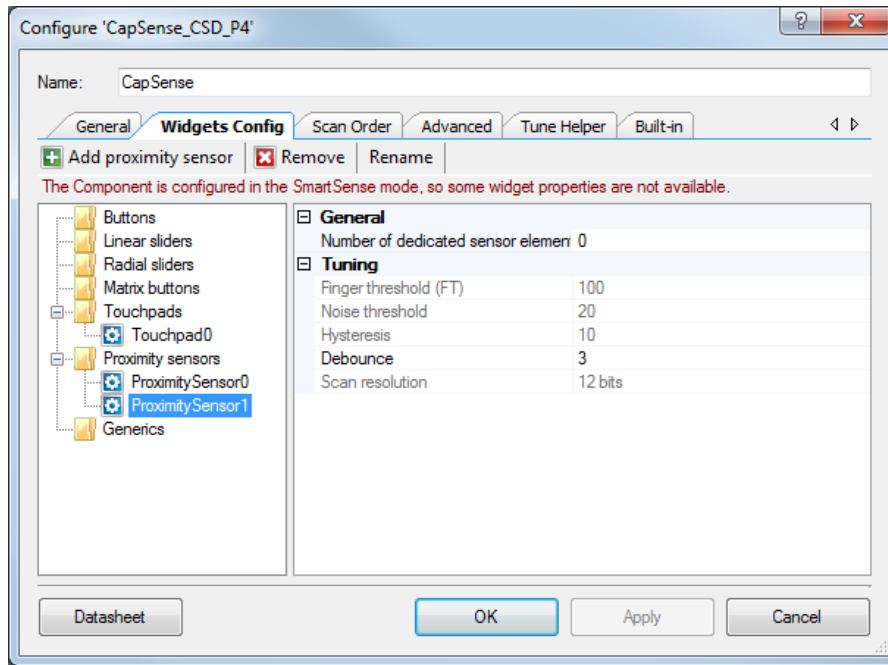 Configure 'CapSense_CSD_P4'
Name: CapSense
General Widgets Config Scan Order Advanced Tune Helper Built-in
Add proximity sensor Remove Rename
The Component is configured in the SmartSense mode, so some widget properties are not available.
Buttons
Linear sliders
Radial sliders
Matrix buttons
Touchpads
Touchpad0
Proximity sensors
ProximitySensor0
ProximitySensor1
Generics
General
Number of dedicated sensor elemen 0
Tuning
Finger threshold (FT) 100
Noise threshold 20
Hysteresis 10
Debounce 3
Scan resolution 12 bits
Datasheet OK Apply Cancel